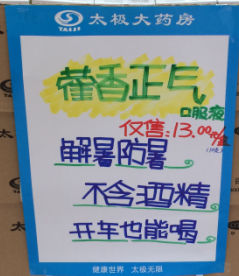 太极大药房
TAIJI
藿香正气
口服液
仅售:13.00元/盒
解暑防暑
不含酒精
开车也能喝
健康世界 太极无限